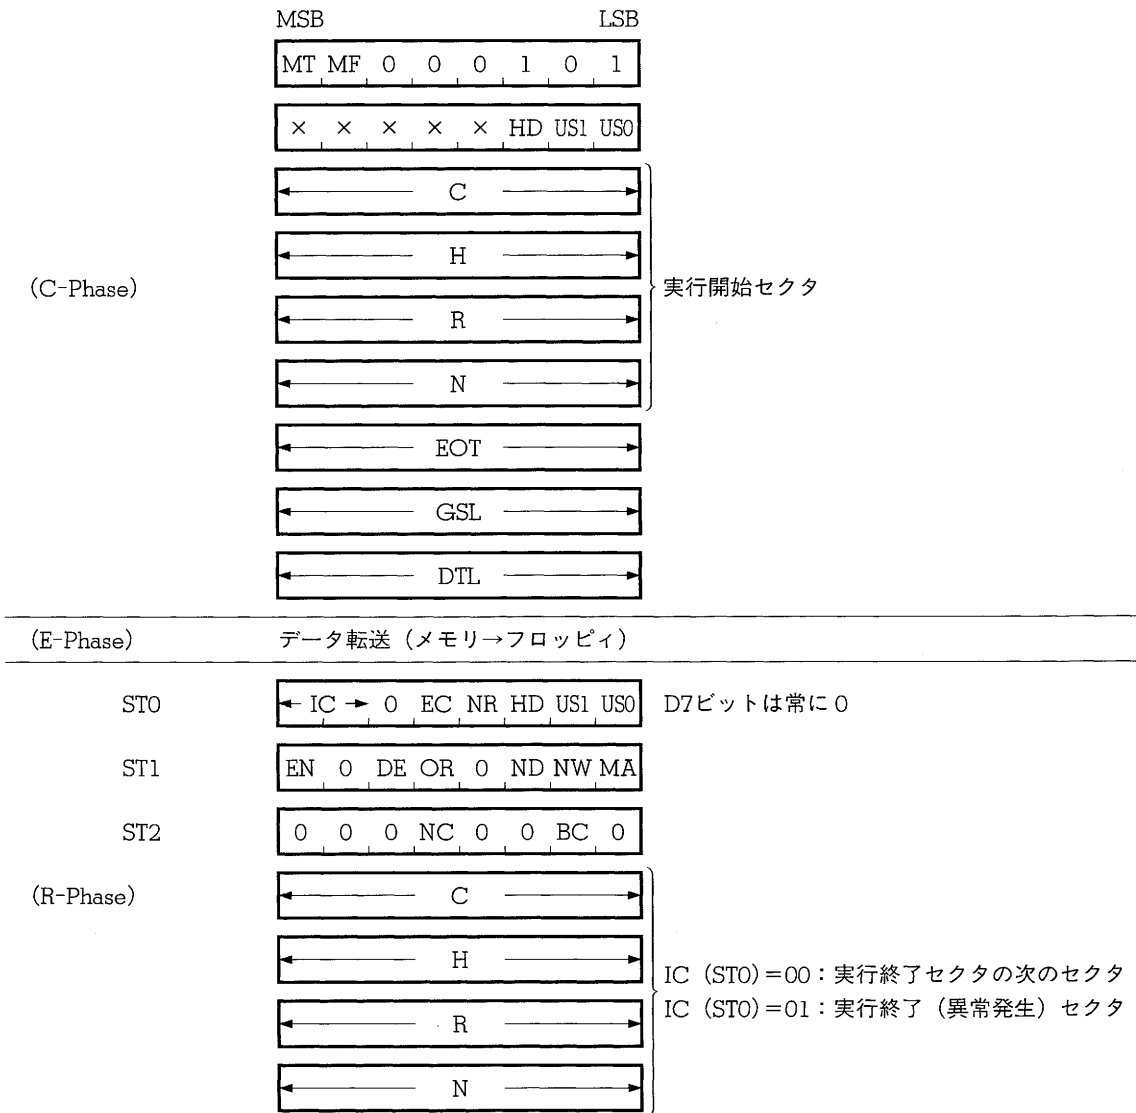 MSB LSB
MT MF 0 0 0 1 0 1
× × × × × HD US1 US0
C
H
(C-Phase) 実行開始セクタ
R
N
EOT
GSL
DTL
(E-Phase) データ転送（メモリ→フロッピィ）
ST0 ← IC → 0 EC NR HD US1 US0 D7ビットは常に0
ST1 EN 0 DE OR 0 ND NW MA
ST2 0 0 0 NC 0 0 BC 0
(R-Phase) C
H
IC (ST0)=00：実行終了セクタの次のセクタ
IC (ST0)=01：実行終了（異常発生）セクタ
R
N